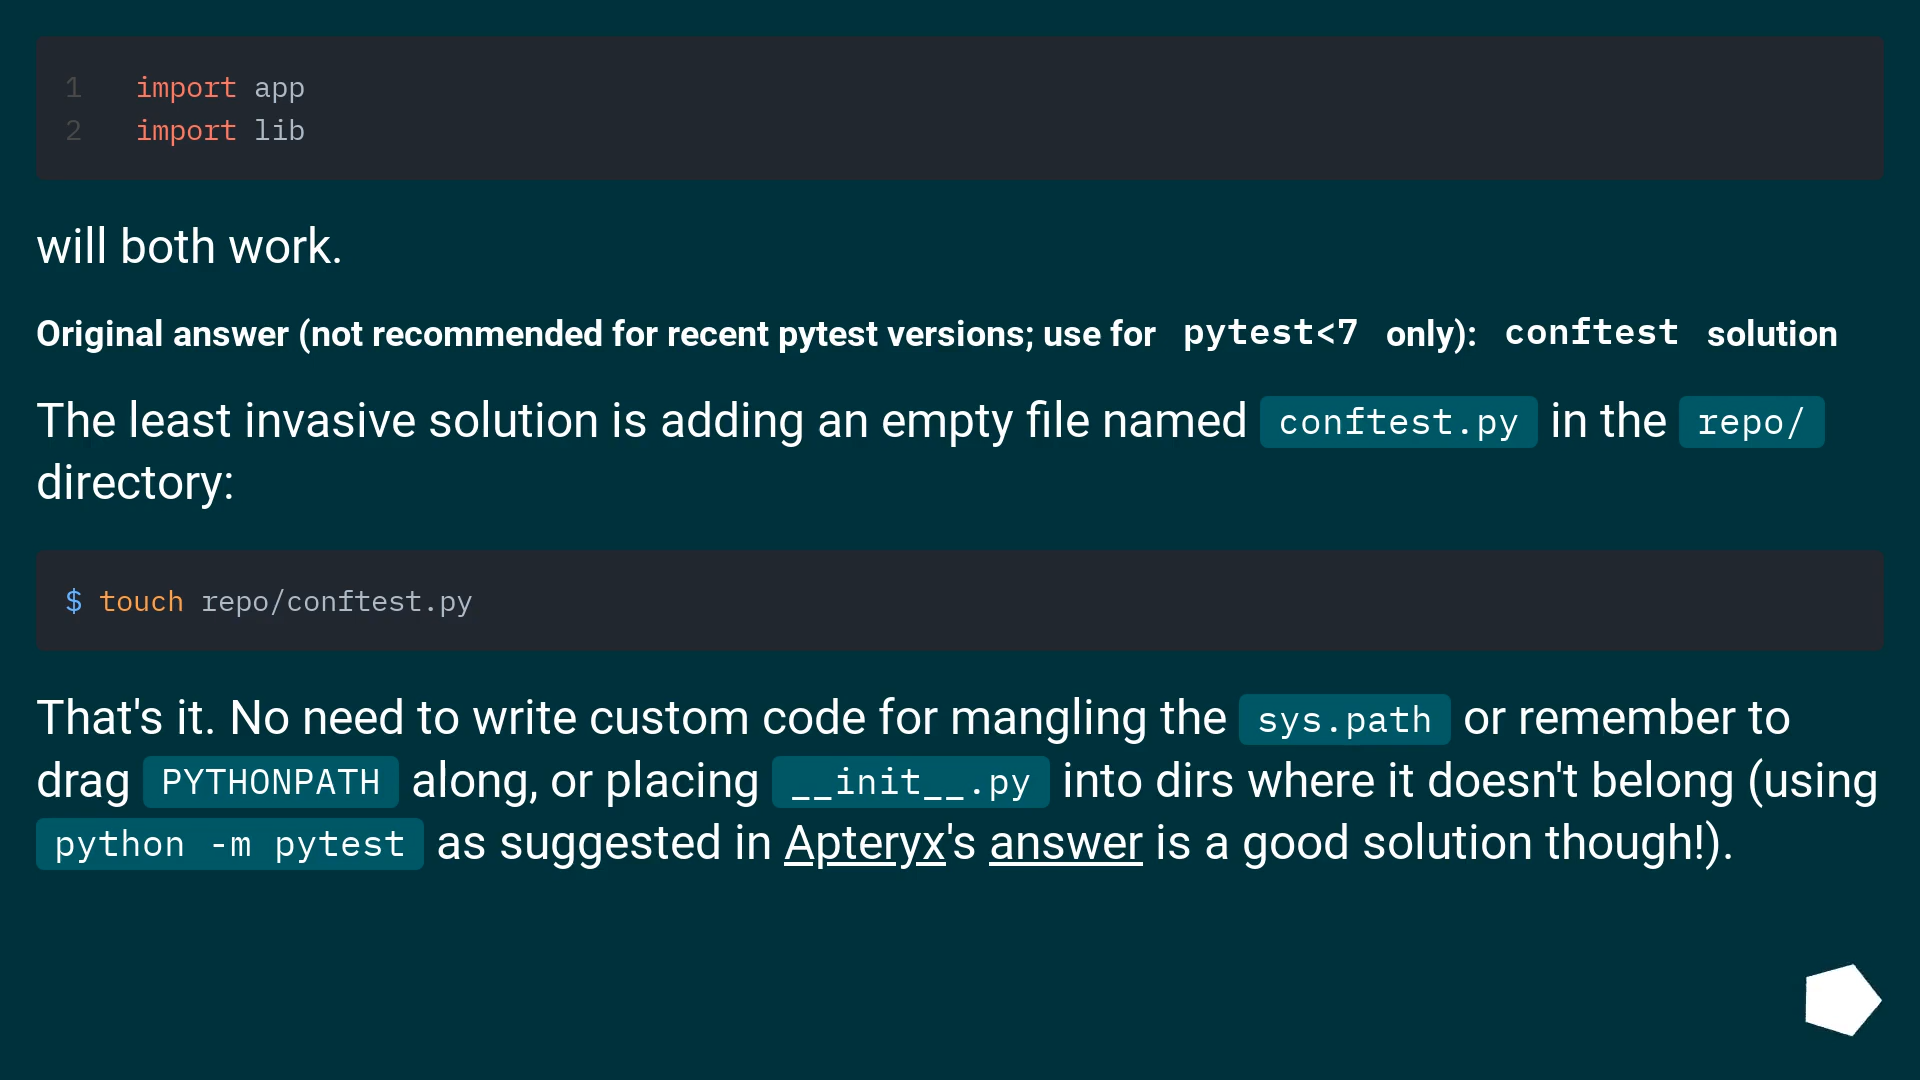 1 import app
2 import lib
will both work.
Original answer (not recommended for recent pytest versions; use for pytest<7 only): conftest solution
The least invasive solution is adding an empty file named conftest.py in the repo/
directory:
$ touch repo/conftest.py
That's it. No need to write custom code for mangling the sys.path or remember to
drag PYTHONPATH along, or placing __init__.py into dirs where it doesn't belong (using
python -m pytest as suggested in Apteryx's answer is a good solution though!).